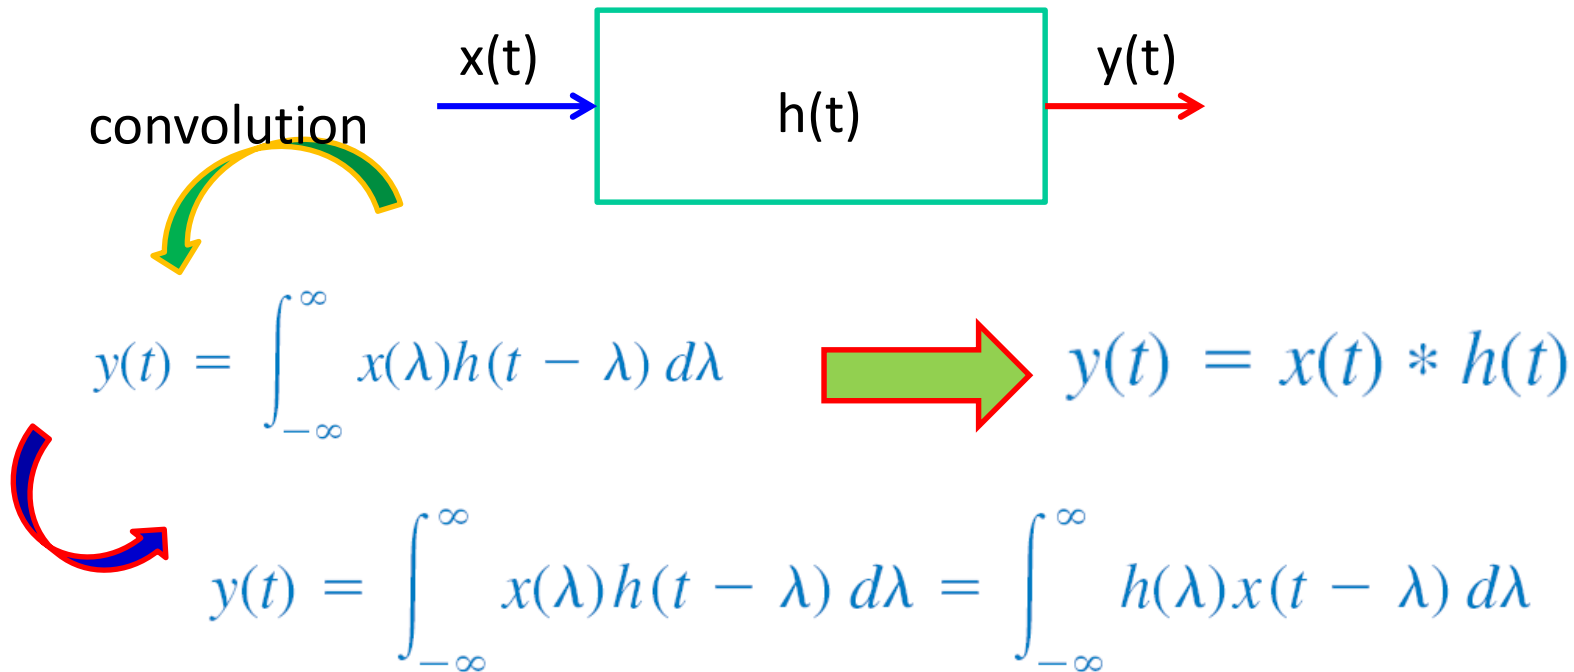 x(t)
y(t)
h(t)
convolution
y(t) = ∫_{-∞}^{∞} x(λ)h(t − λ) dλ
y(t) = x(t) * h(t)
y(t) = ∫_{-∞}^{∞} x(λ)h(t − λ) dλ = ∫_{-∞}^{∞} h(λ)x(t − λ) dλ